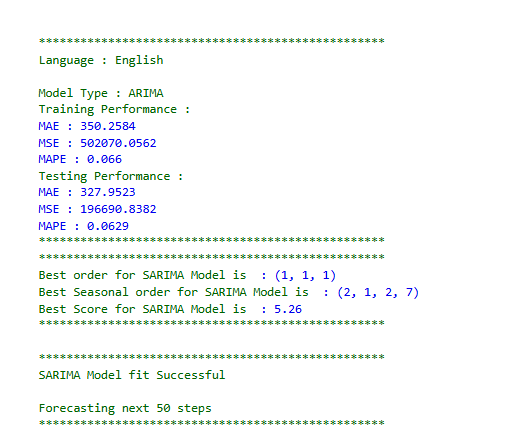 **************************************************
Language : English
Model Type : ARIMA
Training Performance :
MAE : 350.2584
MSE : 502070.0562
MAPE : 0.066
Testing Performance :
MAE : 327.9523
MSE : 196690.8382
MAPE : 0.0629
**************************************************
**************************************************
Best order for SARIMA Model is  : (1, 1, 1)
Best Seasonal order for SARIMA Model is  : (2, 1, 2, 7)
Best Score for SARIMA Model is  : 5.26
**************************************************
**************************************************
SARIMA Model fit Successful
Forecasting next 50 steps
**************************************************